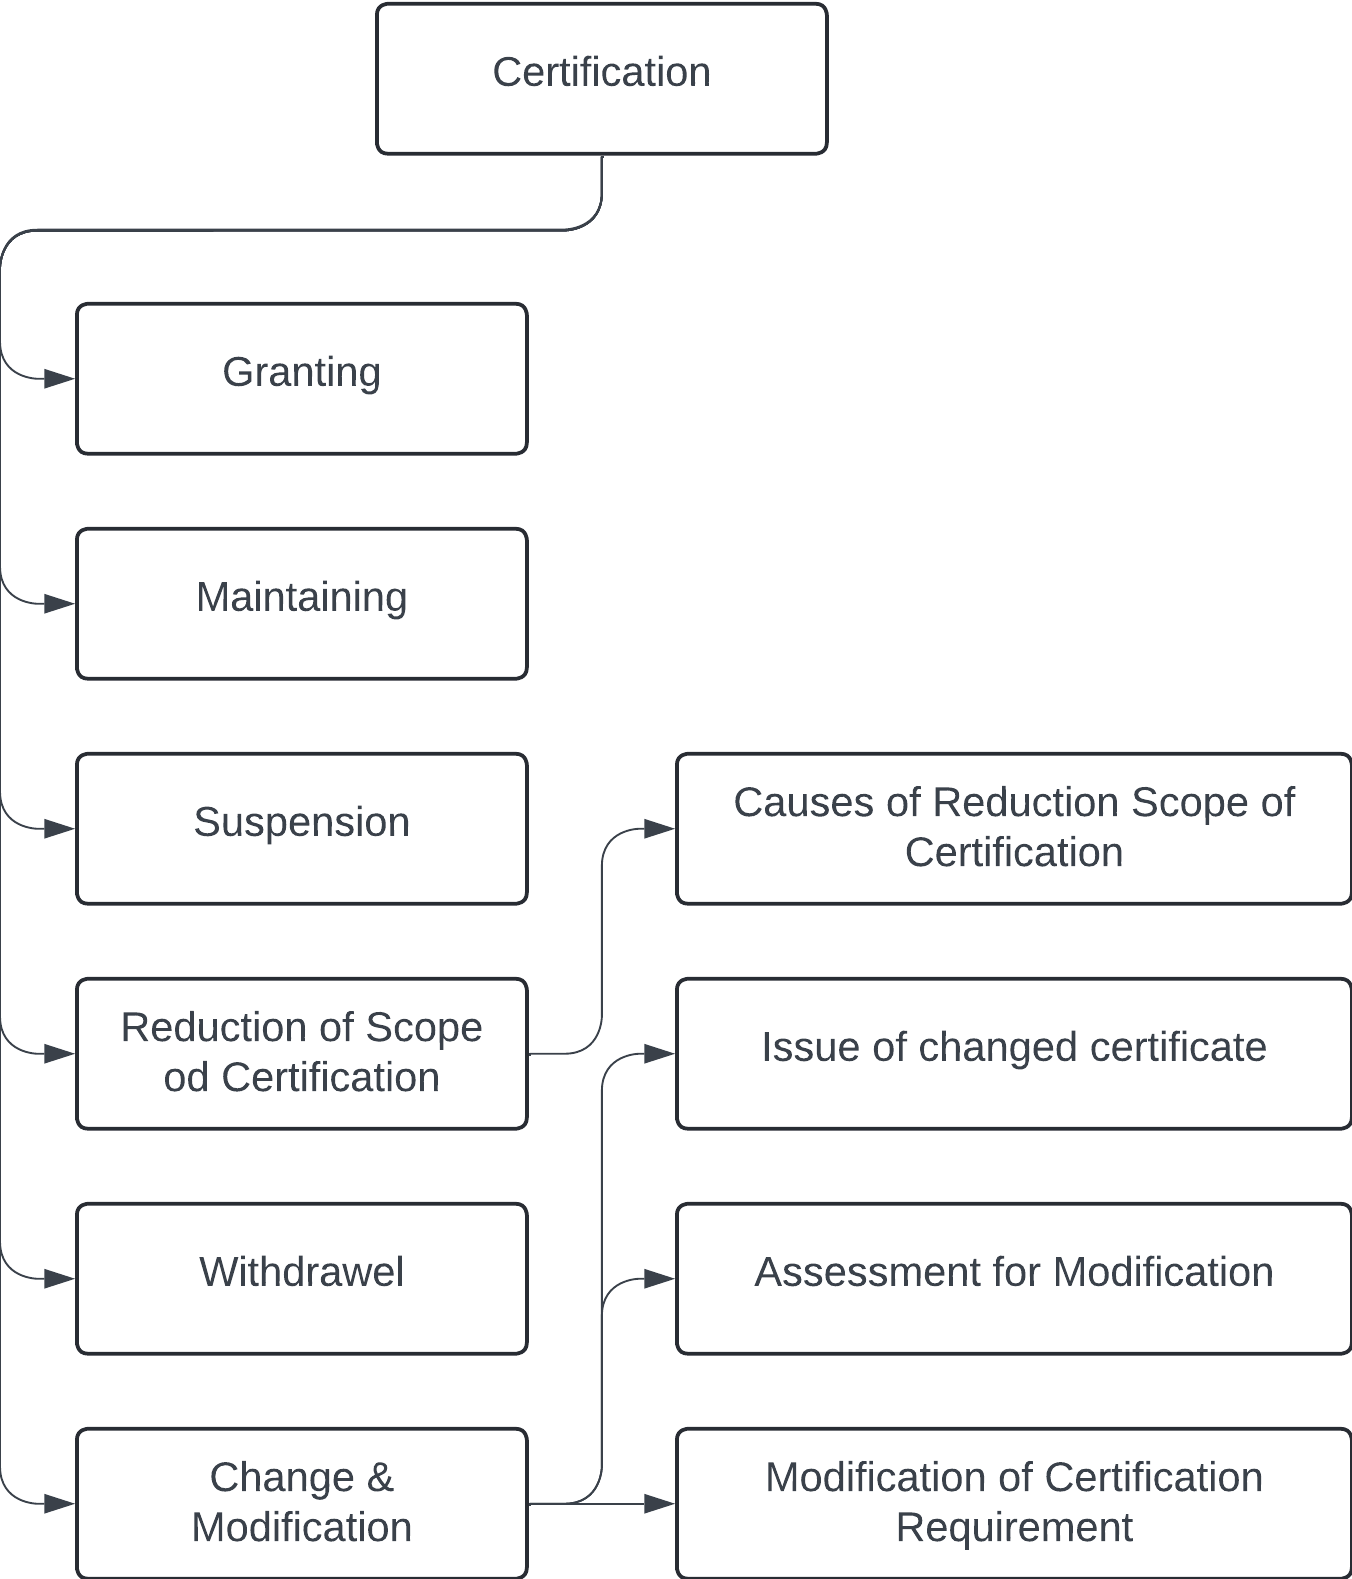 Certification
Granting
Maintaining
Suspension
Causes of Reduction Scope of
Certification
Reduction of Scope
od Certification
Issue of changed certificate
Withdrawel
Assessment for Modification
Change &
Modification
Modification of Certification
Requirement